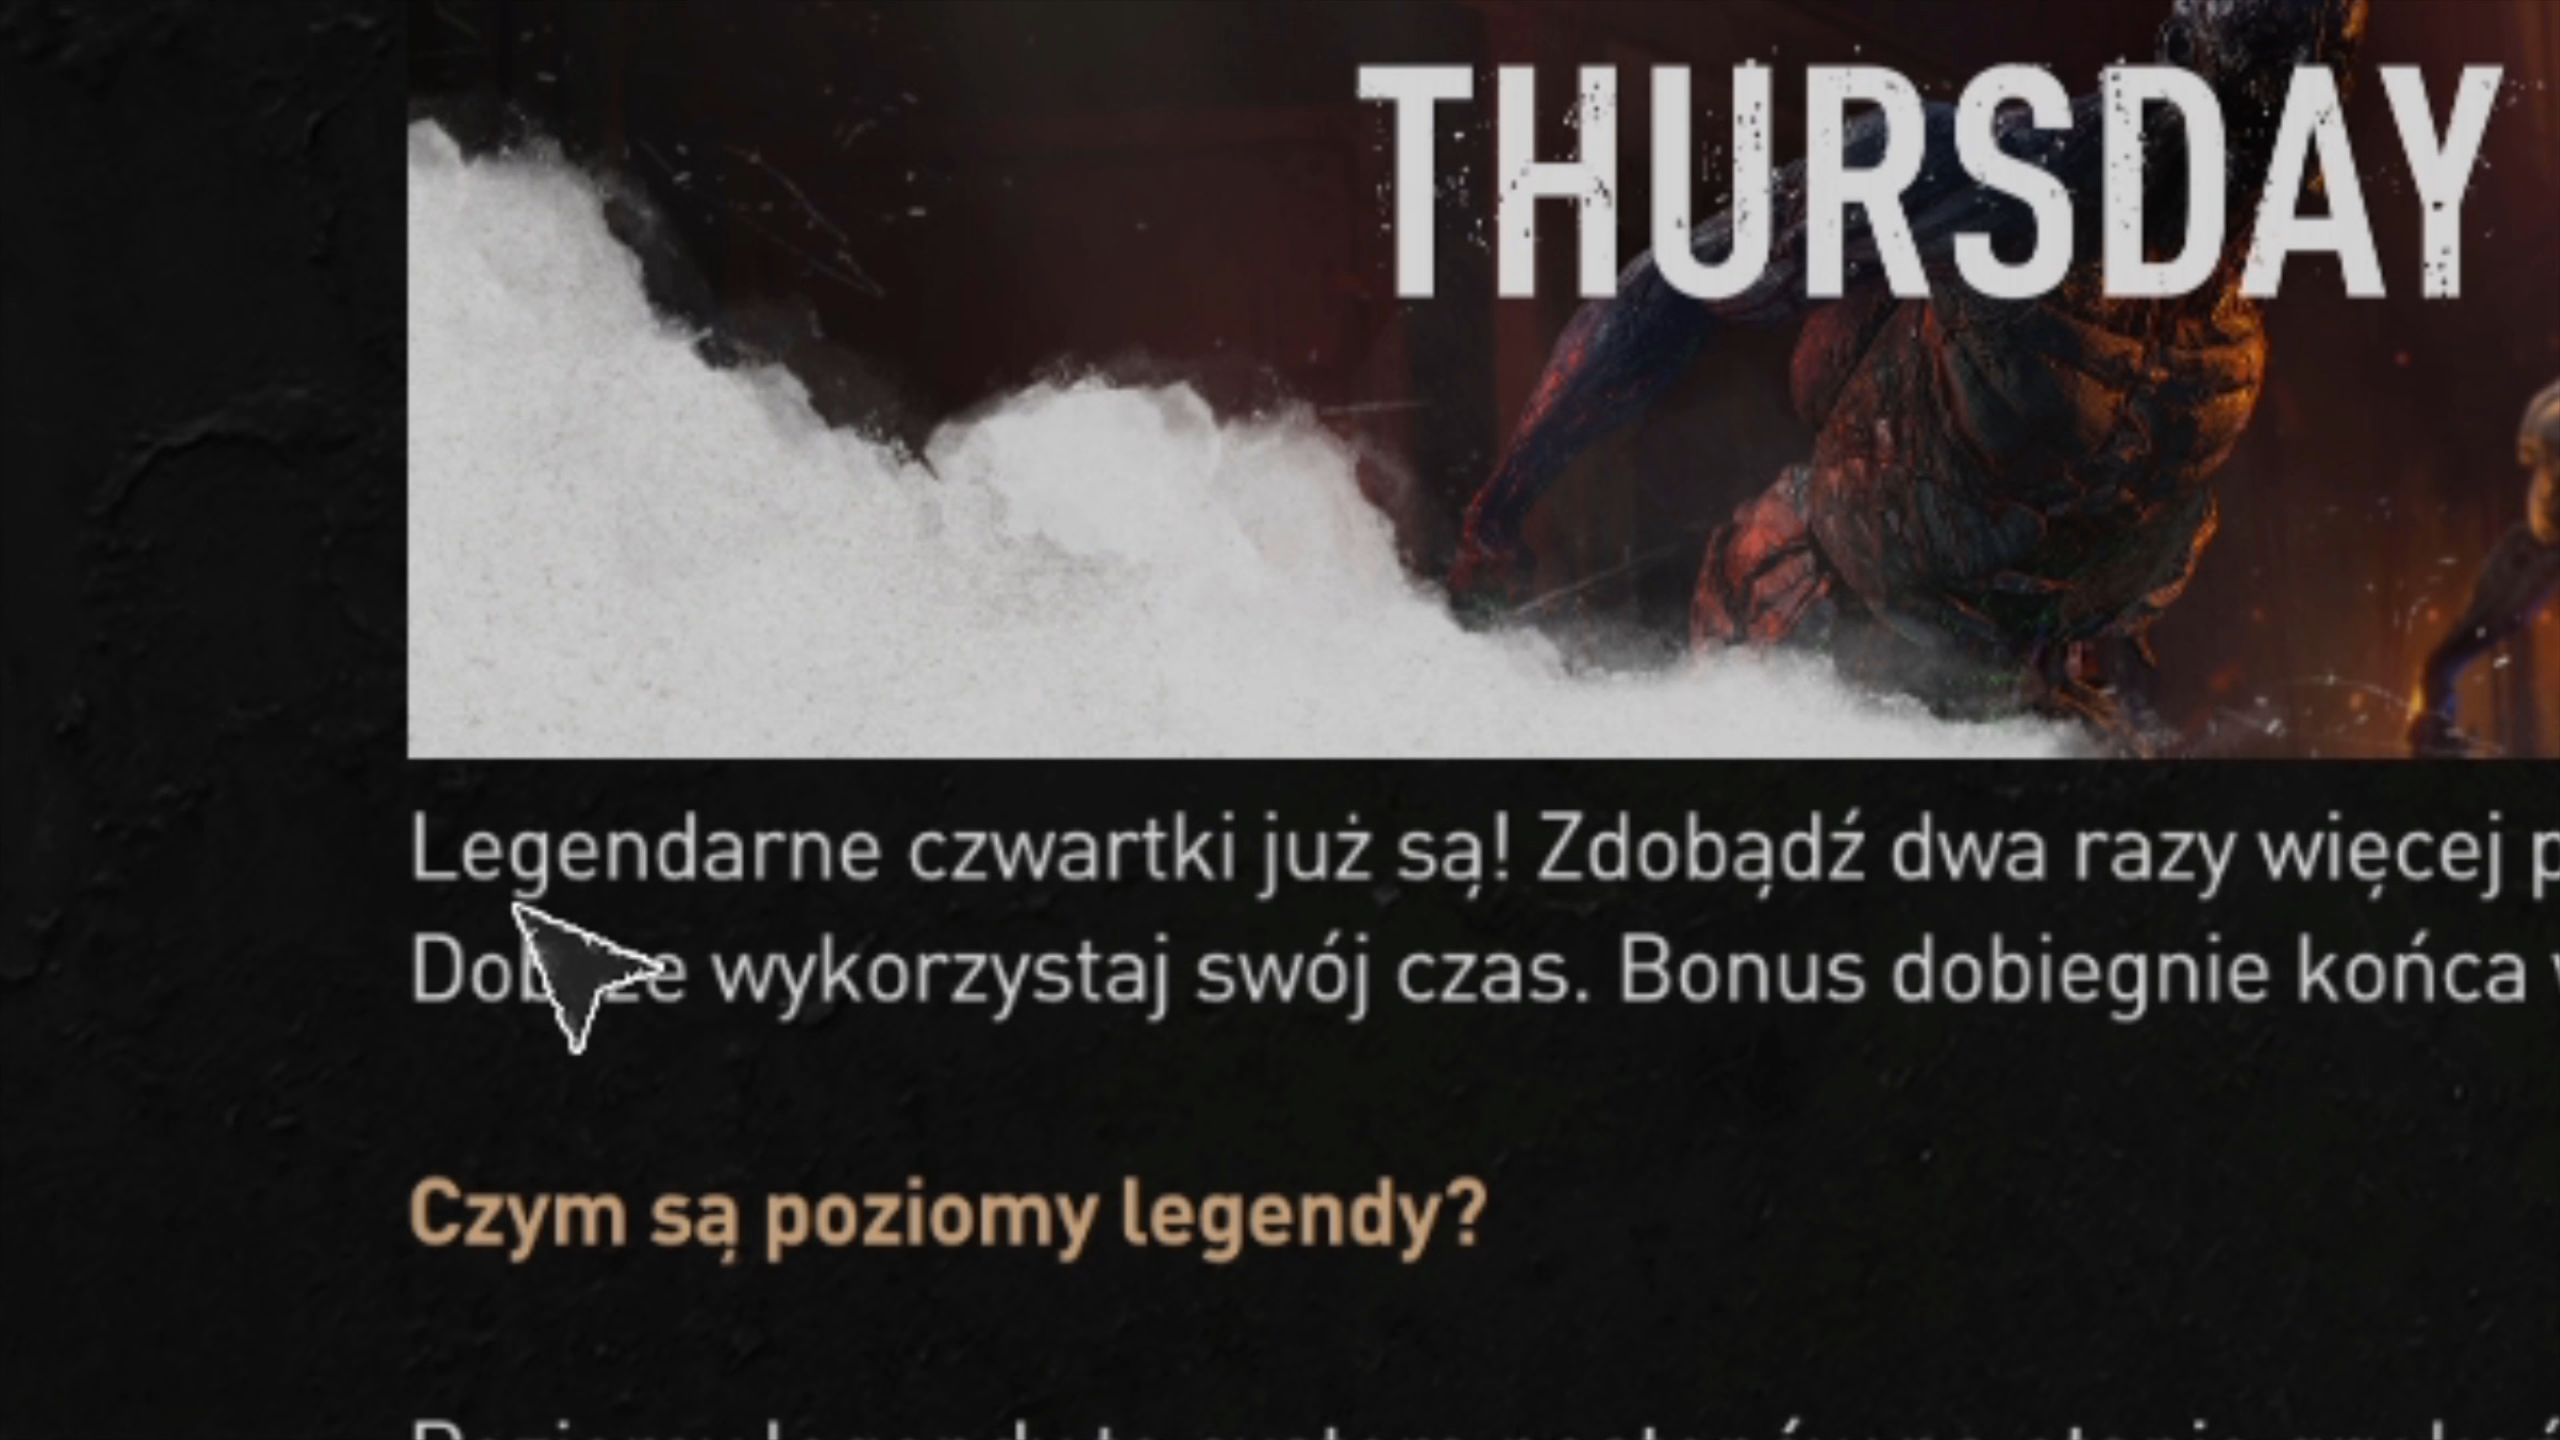 THURSDAY
Legendarne czwartki już są! Zdobądź dwa razy więcej
wykorzystaj swój czas. Bonus dobiegnie końca
Czym są poziomy legendy?